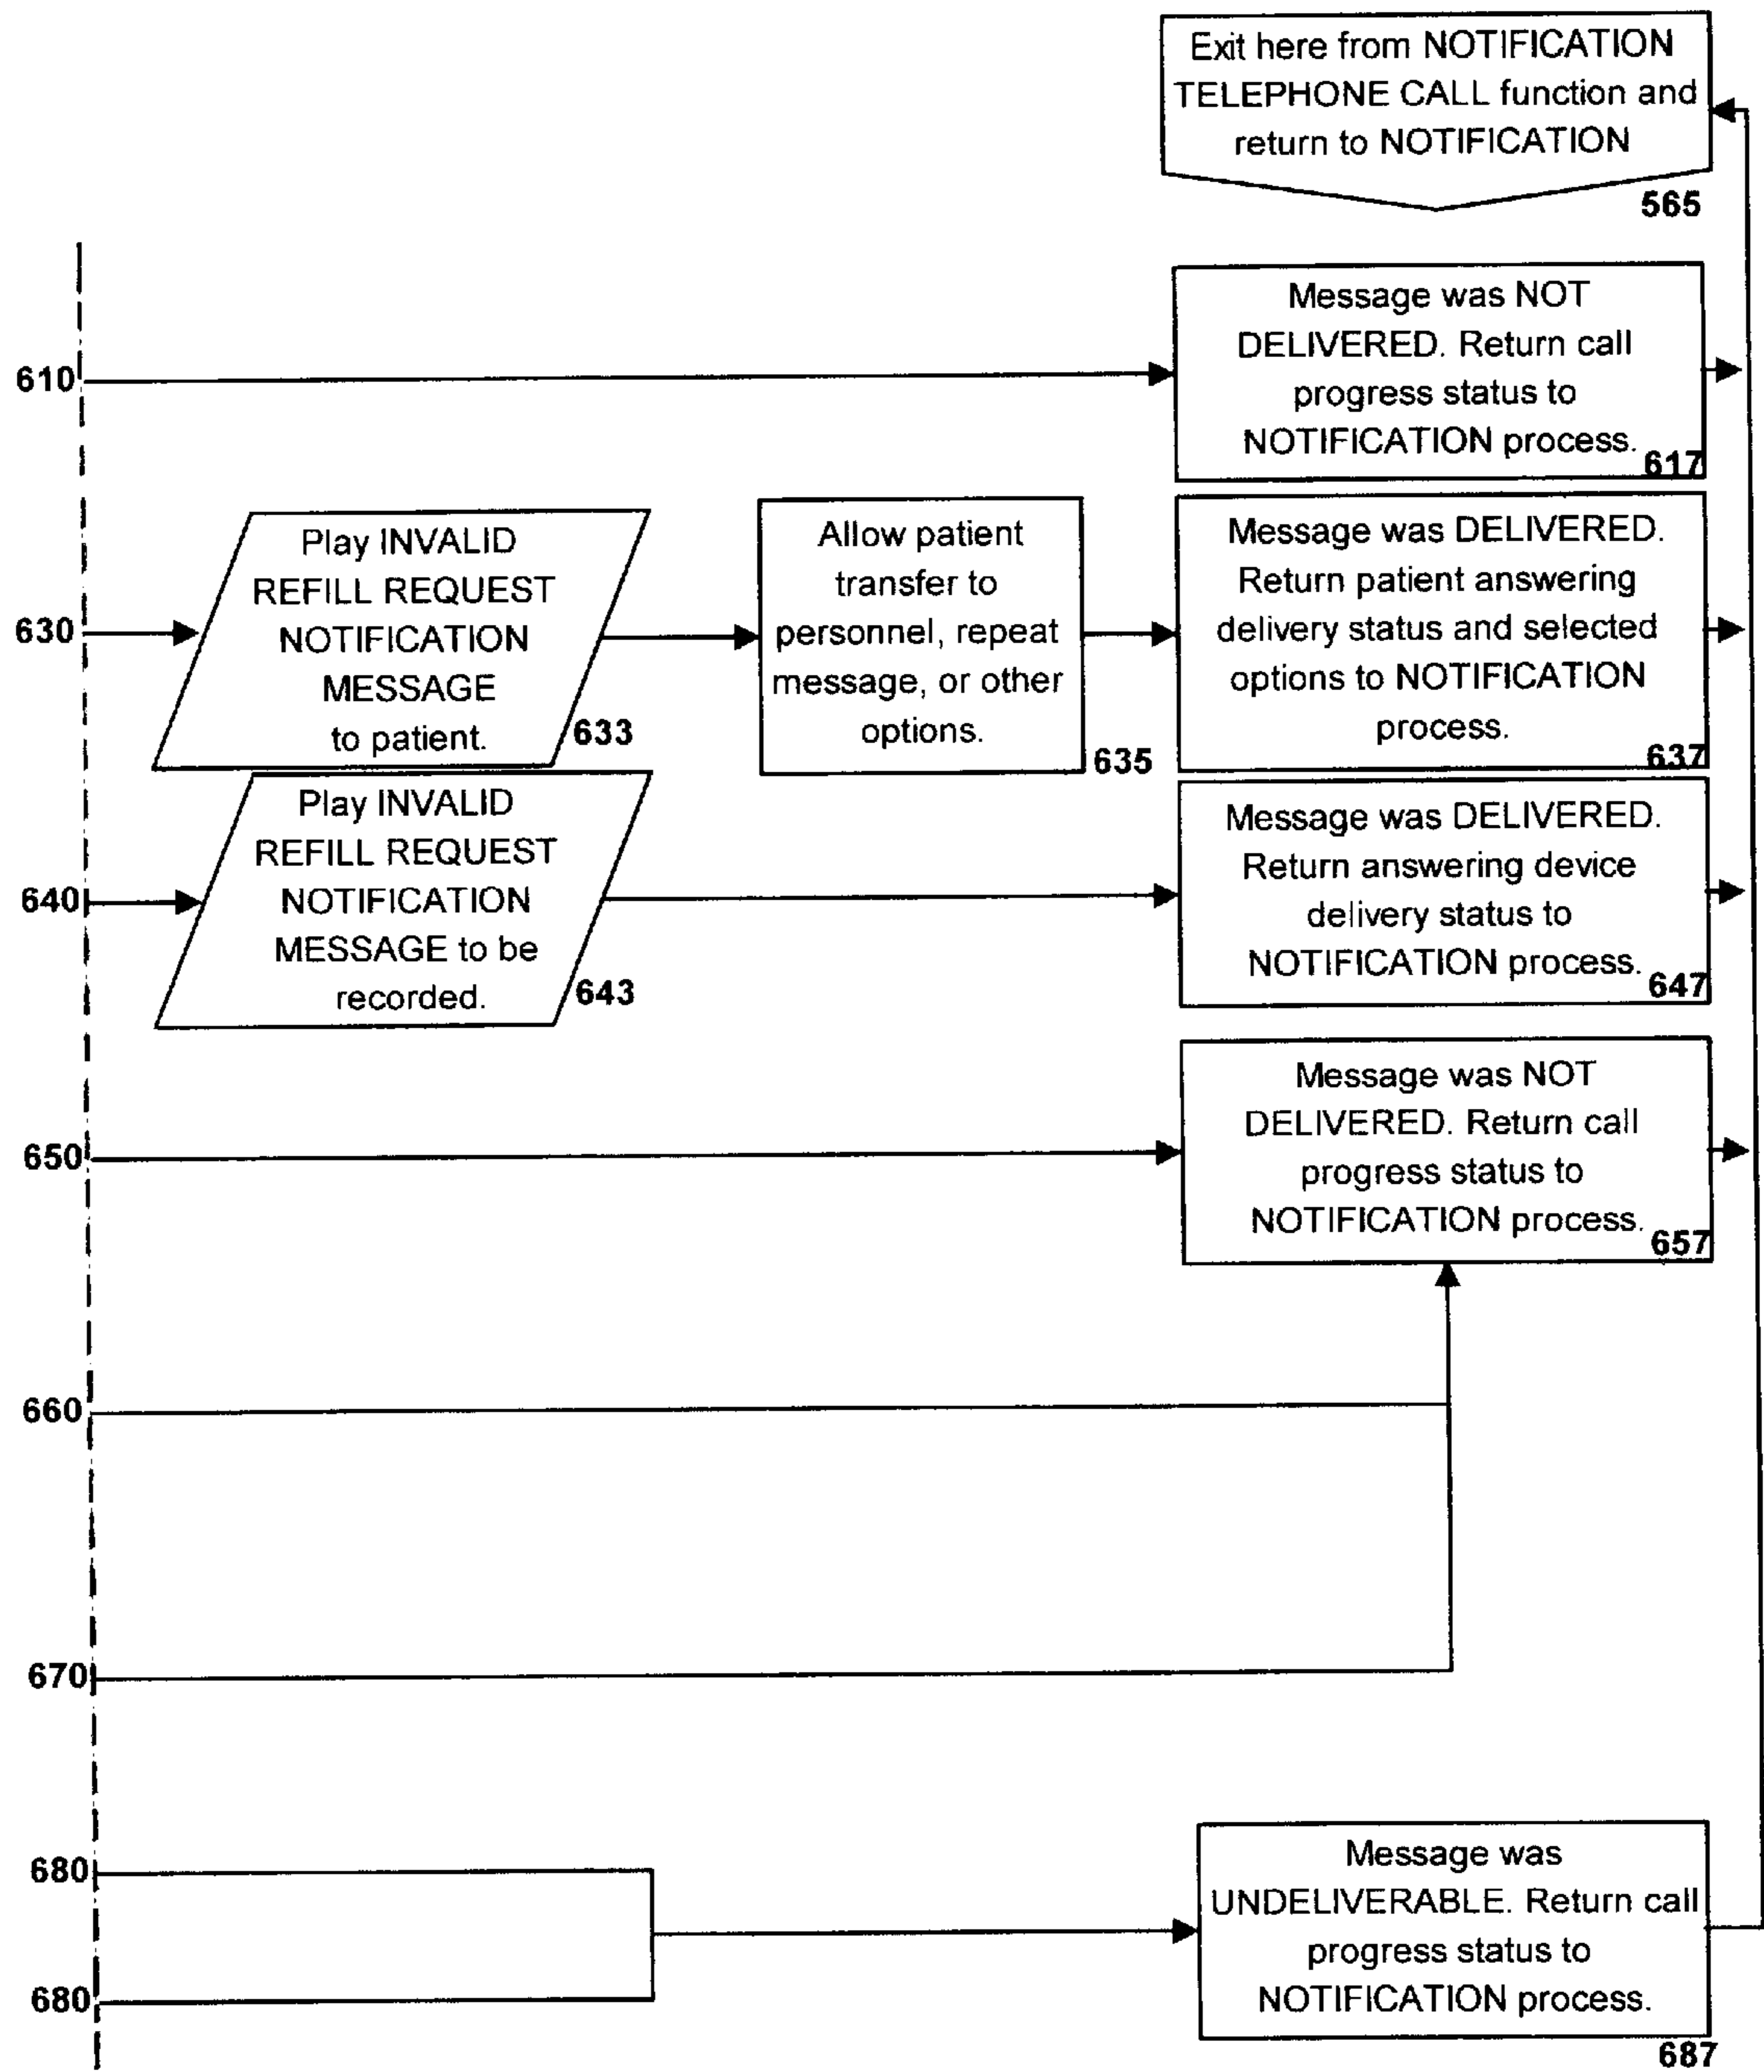 Exit here from NOTIFICATION
TELEPHONE CALL function and
return to NOTIFICATION
565
610
Message was NOT
DELIVERED. Return call
progress status to
NOTIFICATION process.
617
630
Play INVALID
REFILL REQUEST
NOTIFICATION
MESSAGE
to patient.
633
Allow patient
transfer to
personnel, repeat
message, or other
options.
635
Message was DELIVERED.
Return patient answering
delivery status and selected
options to NOTIFICATION
process.
637
640
Play INVALID
REFILL REQUEST
NOTIFICATION
MESSAGE to be
recorded.
643
Message was DELIVERED.
Return answering device
delivery status to
NOTIFICATION process.
647
650
Message was NOT
DELIVERED. Return call
progress status to
NOTIFICATION process.
657
660
670
680
680
Message was
UNDELIVERABLE. Return call
progress status to
NOTIFICATION process.
687